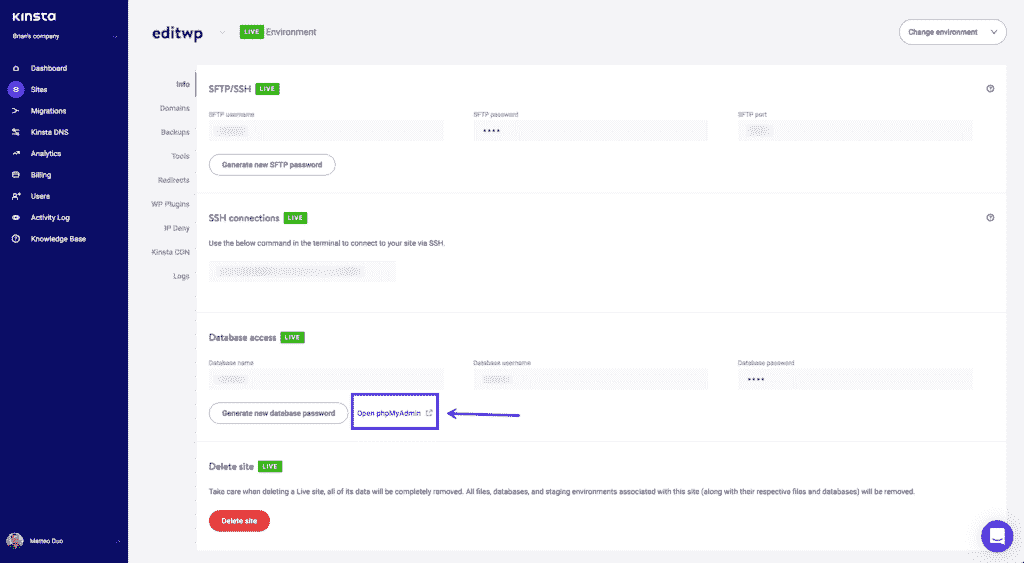 KINSTA
Brian's company
Dashboard
Sites
Migrations
Kinsta DNS
Analytics
Billing
Users
Activity Log
Knowledge Base
Matteo Duo
editwp
LIVE Environment
Change environment
Info
Domains
Backups
Tools
Redirects
WP Plugins
IP Deny
Kinsta CDN
Logs
SFTP/SSH LIVE
SFTP username
SFTP password
SFTP port
••••
Generate new SFTP password
SSH connections LIVE
Use the below command in the terminal to connect to your site via SSH.
Database access LIVE
Database name
Database username
Database password
••••
Generate new database password
Open phpMyAdmin
Delete site LIVE
Take care when deleting a Live site, all of its data will be completely removed. All files, databases, and staging environments associated with this site (along with their respective files and databases) will be removed.
Delete site